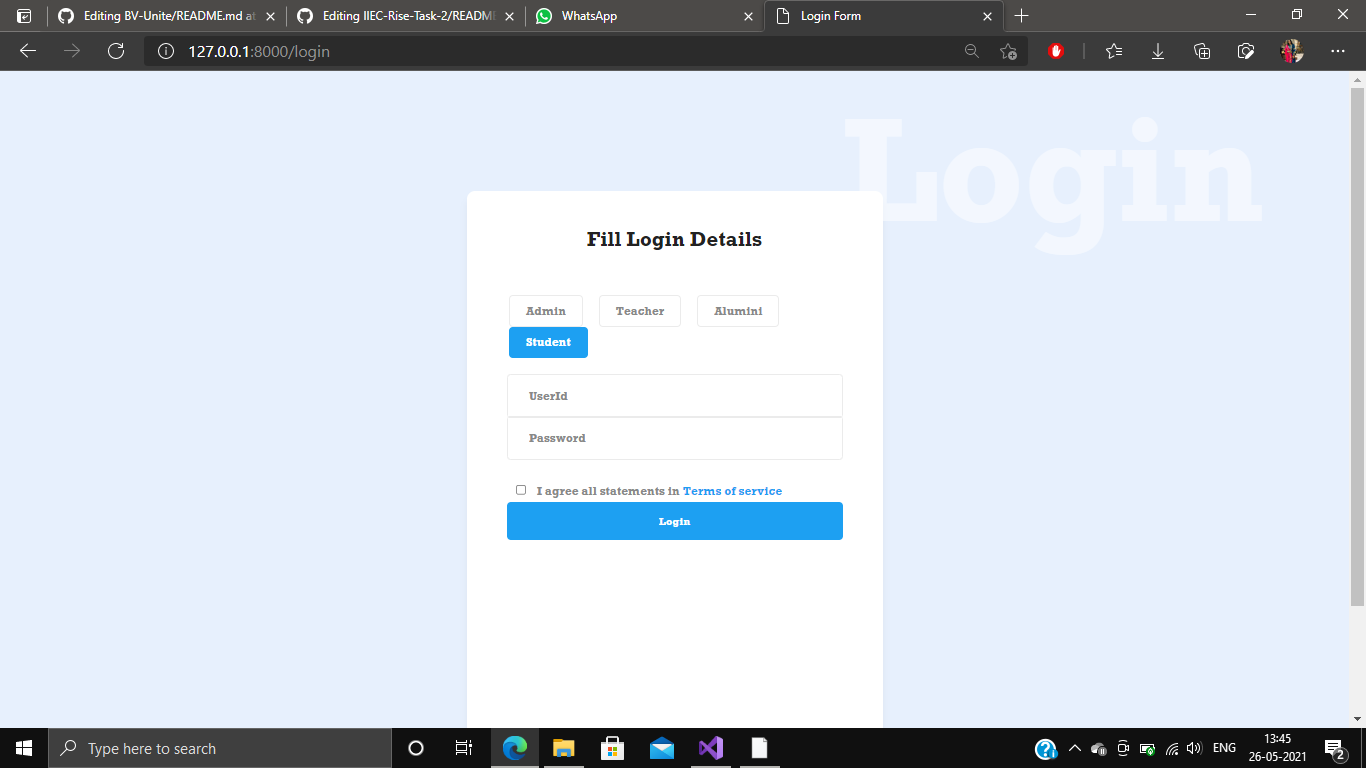 Editing BV-Unite/README.md at
Editing IIEC-Rise-Task-2/README
WhatsApp
Login Form
127.0.0.1:8000/login
Login
Fill Login Details
Admin Teacher Alumini
Student
UserId
Password
I agree all statements in Terms of service
Login
Type here to search
ENG
13:45
26-05-2021
2